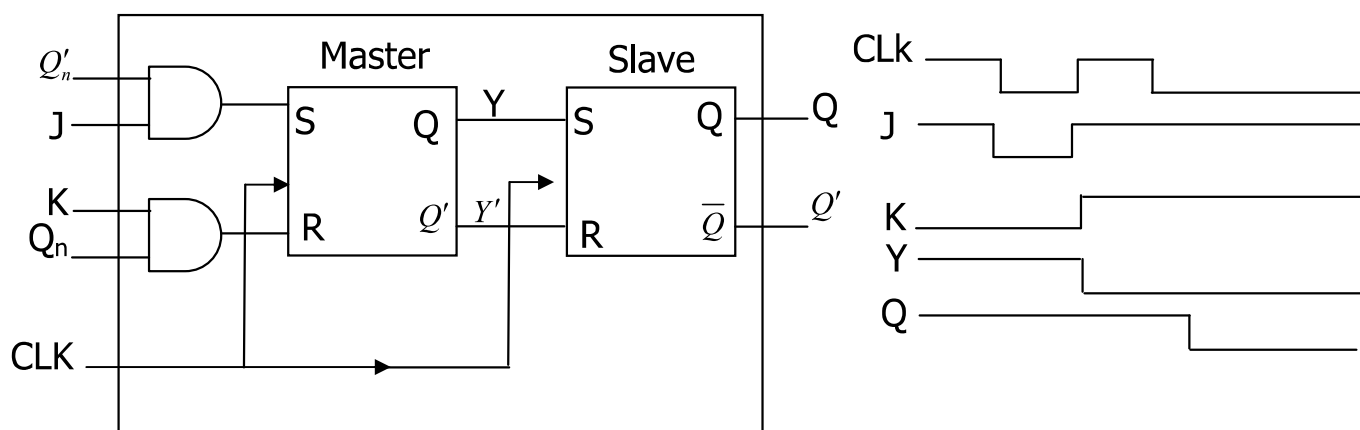 Master
Slave
Q′n
J
S
Q
Y
S
Q
Q
K
Qn
R
Q′
Y′
R
Q̅
Q′
CLK
CLk
J
K
Y
Q